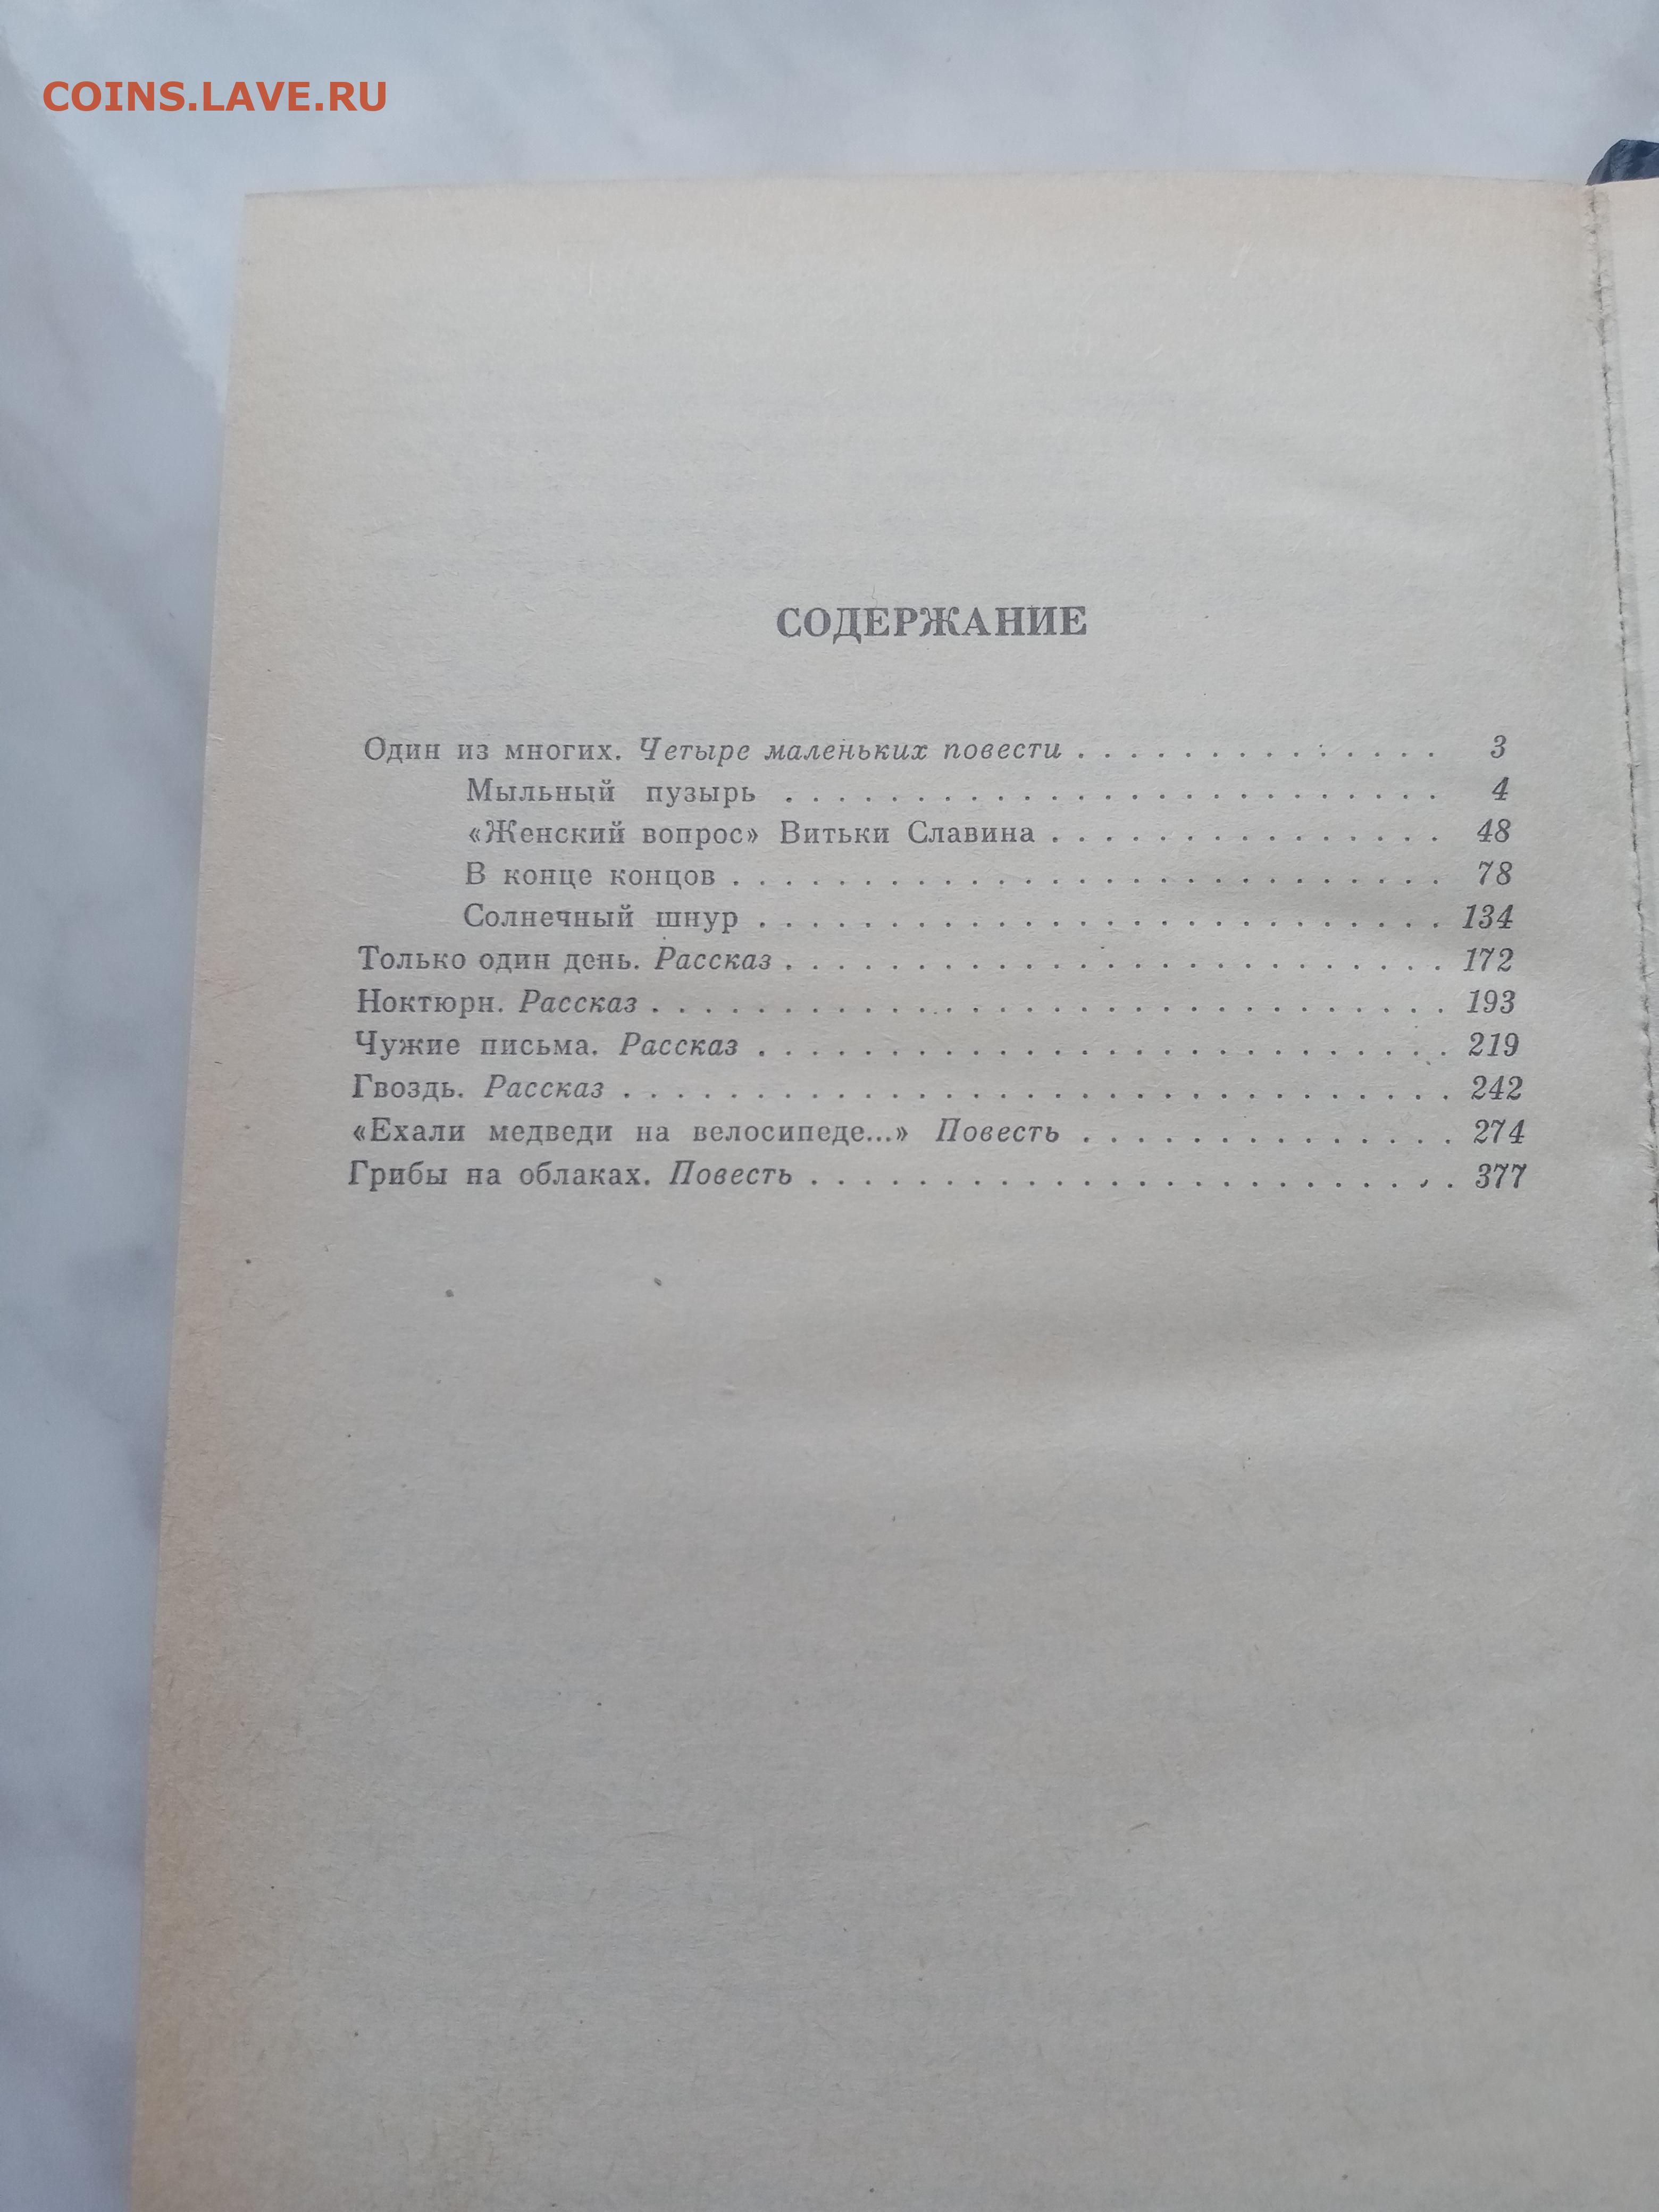 COINS.LAVE.RU
СОДЕРЖАНИЕ
Один из многих. Четыре маленьких повести . . . . . . . . . . . . . . 3
Мыльный пузырь . . . . . . . . . . . . . . . . . . . . . . . . . 4
«Женский вопрос» Витьки Славина . . . . . . . . . . . . . . . 48
В конце концов . . . . . . . . . . . . . . . . . . . . . . . . . . . 78
Солнечный шнур . . . . . . . . . . . . . . . . . . . . . . . . . . 134
Только один день. Рассказ . . . . . . . . . . . . . . . . . . . . . . . . . 172
Ноктюрн. Рассказ . . . . . . . . . . . . . . . . . . . . . . . . . . . . . . 193
Чужие письма. Рассказ . . . . . . . . . . . . . . . . . . . . . . . . . . 219
Гвоздь. Рассказ . . . . . . . . . . . . . . . . . . . . . . . . . . . . . . . 242
«Ехали медведи на велосипеде...» Повесть . . . . . . . . . . . . . . 274
Грибы на облаках. Повесть . . . . . . . . . . . . . . . . . . . . . . . . 377